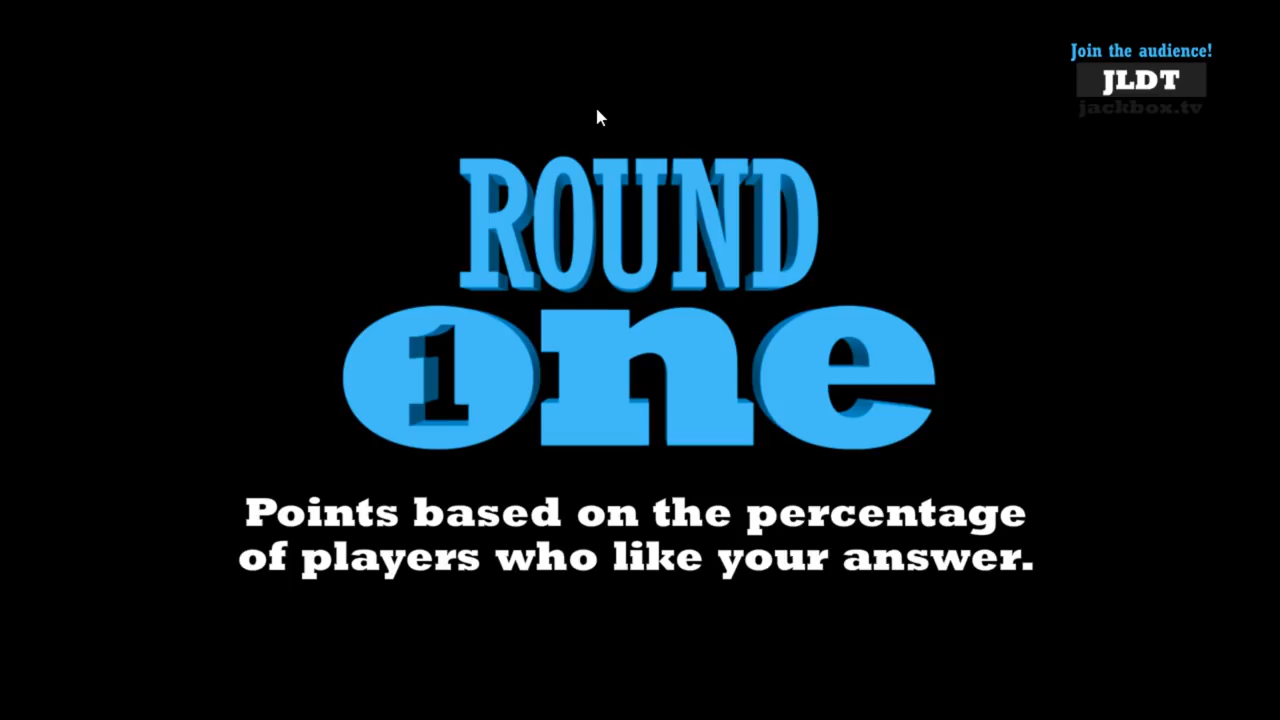 Join the audience!
JLDT
jackbox.tv
ROUND
One
1
Points based on the percentage
of players who like your answer.